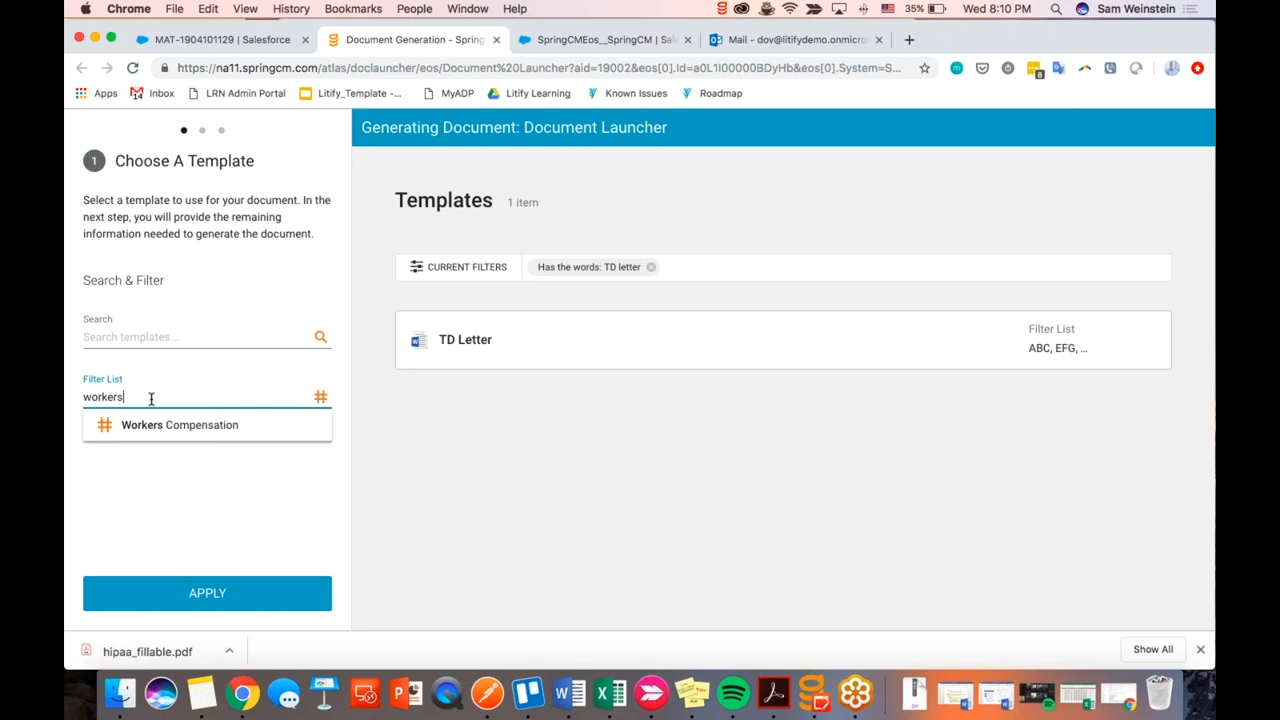 Chrome File Edit View History Bookmarks People Window Help 35% Wed 8:10 PM Sam Weinstein
MAT-1904101129 | Salesforce Document Generation - Spring SpringCMEos__SpringCM | Sal Mail - dov@litifydemo.onmicro
https://na11.springcm.com/atlas/doclauncher/eos/Document%20Launcher?aid=19002&eos[0].Id=a0L1I00000BDyHb&eos[0].System=S...
Apps Inbox LRN Admin Portal Litify_Template -... MyADP Litify Learning Known Issues Roadmap
Generating Document: Document Launcher
1 Choose A Template
Select a template to use for your document. In the
next step, you will provide the remaining
information needed to generate the document.
Search & Filter
Search
Search templates...
Filter List
workers
Workers Compensation
APPLY
Templates 1 item
CURRENT FILTERS Has the words: TD letter
TD Letter
Filter List
ABC, EFG, ...
hipaa_fillable.pdf Show All